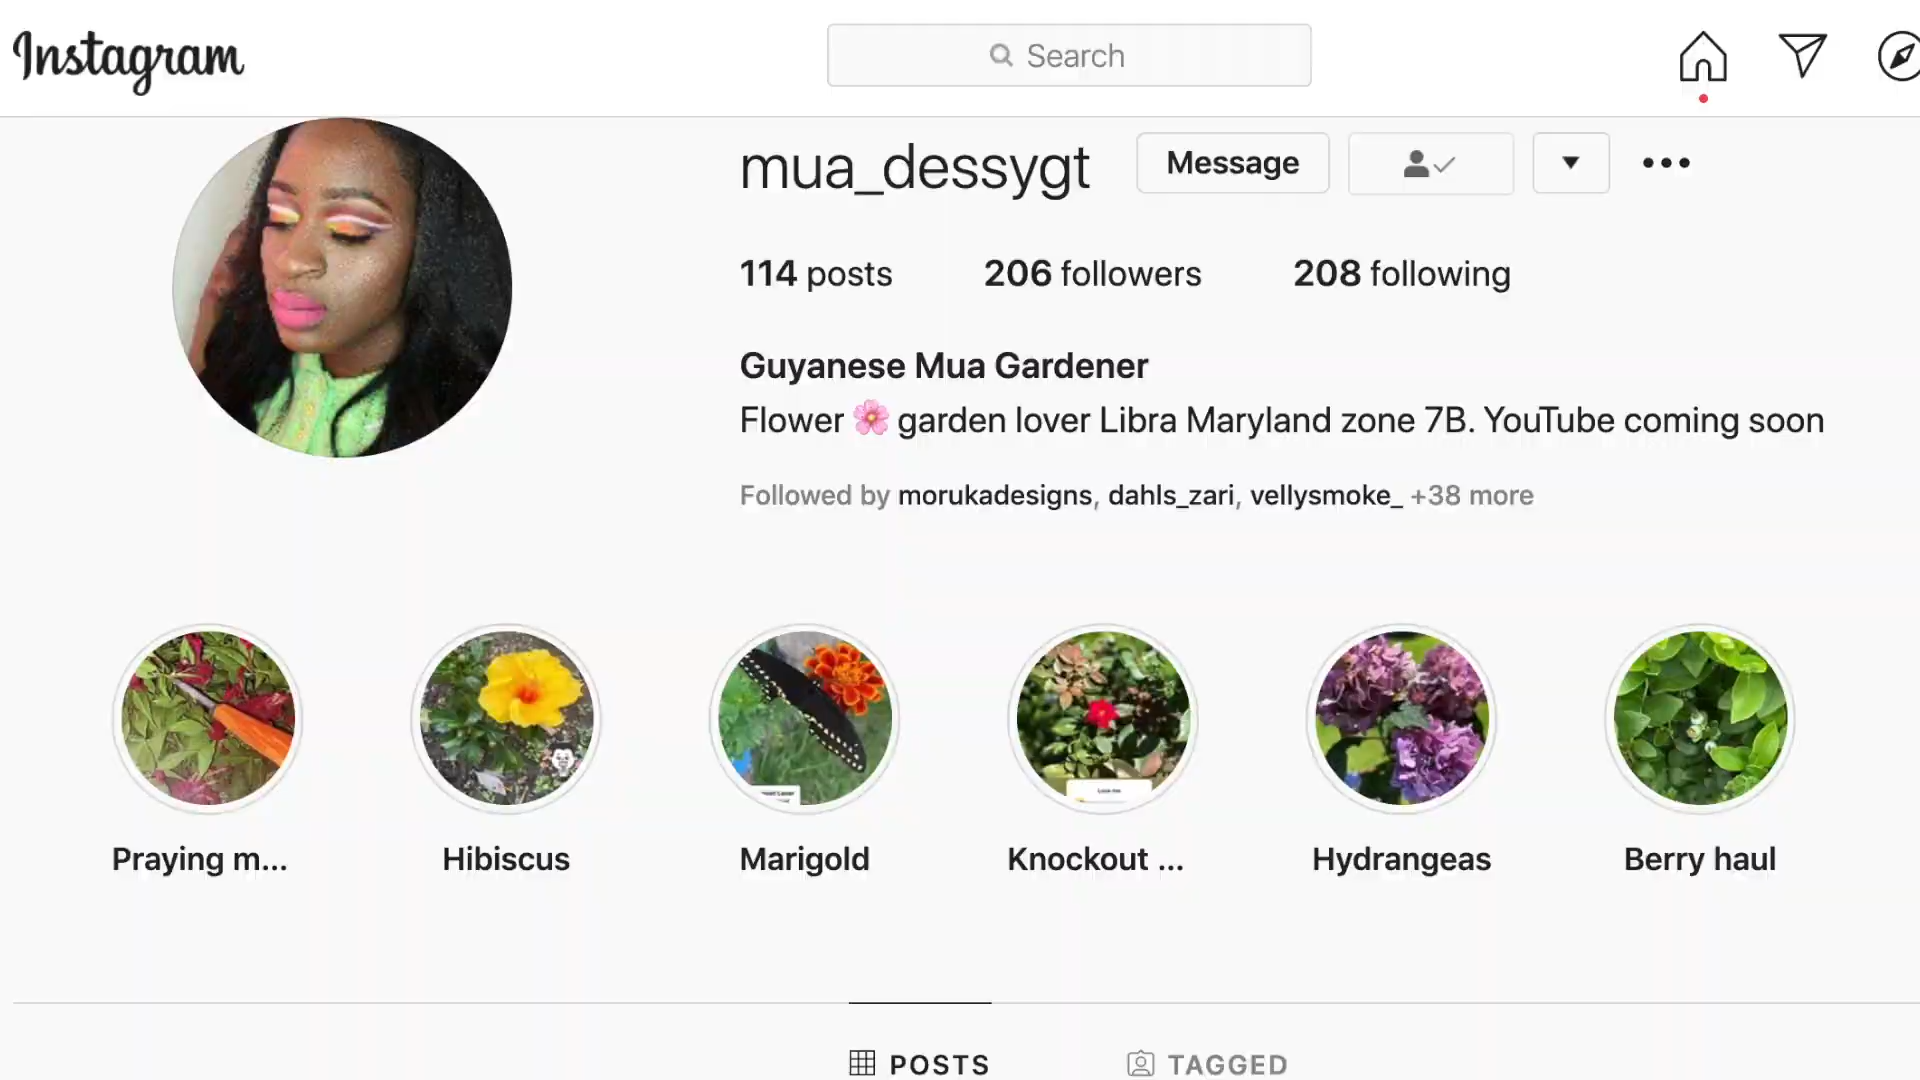 Instagram
Search
mua_dessygt
Message
114 posts 206 followers 208 following
Guyanese Mua Gardener
Flower 🌸 garden lover Libra Maryland zone 7B. YouTube coming soon
Followed by morukadesigns, dahls_zari, vellysmoke_ +38 more
Praying m... Hibiscus Marigold Knockout ... Hydrangeas Berry haul
POSTS TAGGED